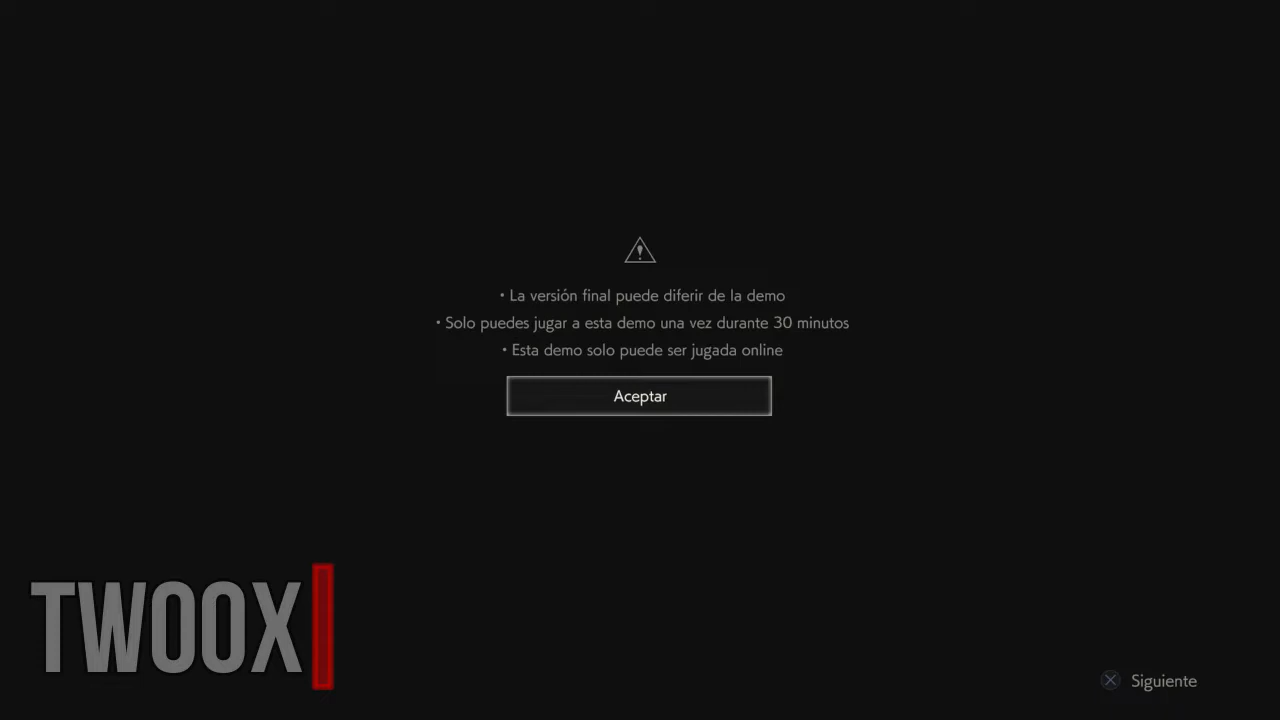 • La versión final puede diferir de la demo
• Solo puedes jugar a esta demo una vez durante 30 minutos
• Esta demo solo puede ser jugada online
Aceptar
TWOOX
Siguiente